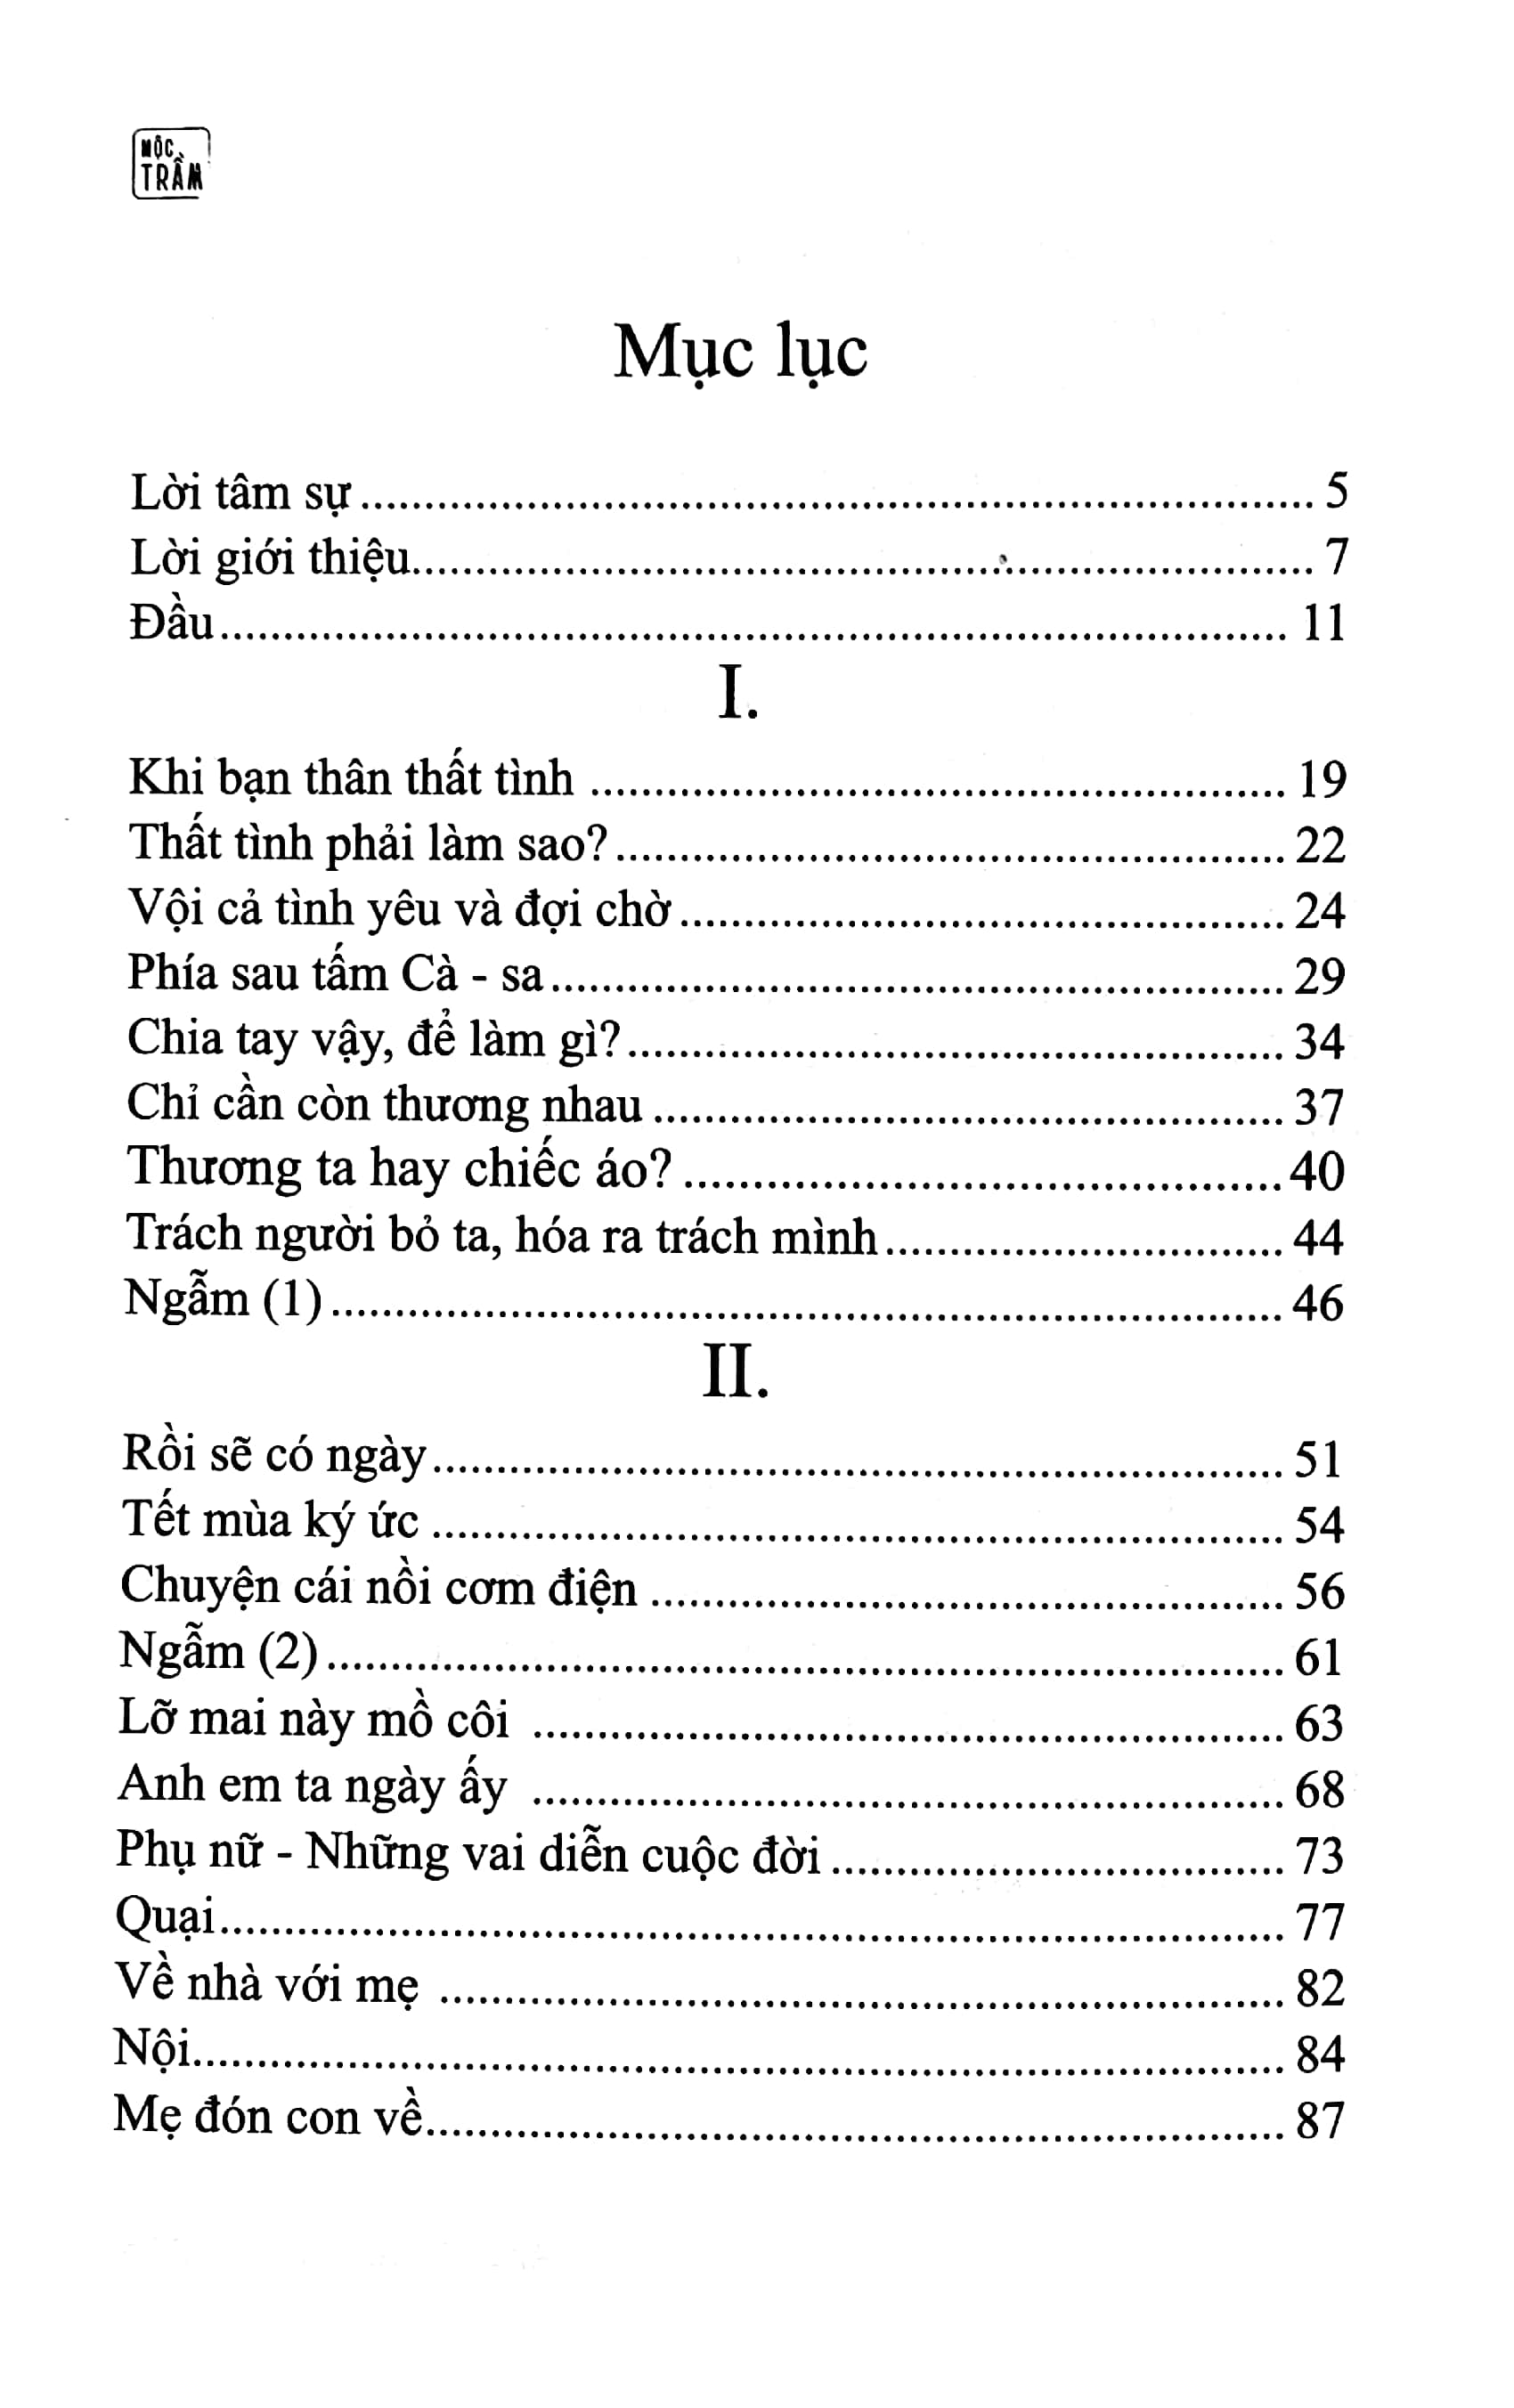 MỘC
TRẦM
Mục lục
Lời tâm sự ........ 5
Lời giới thiệu ........ 7
Đầu ........ 11
I.
Khi bạn thân thất tình ........ 19
Thất tình phải làm sao? ........ 22
Vội cả tình yêu và đợi chờ ........ 24
Phía sau tấm Cà - sa ........ 29
Chia tay vậy, để làm gì? ........ 34
Chỉ cần còn thương nhau ........ 37
Thương ta hay chiếc áo? ........ 40
Trách người bỏ ta, hóa ra trách mình ........ 44
Ngẫm (1) ........ 46
II.
Rồi sẽ có ngày ........ 51
Tết mùa ký ức ........ 54
Chuyện cái nồi cơm điện ........ 56
Ngẫm (2) ........ 61
Lỡ mai này mồ côi ........ 63
Anh em ta ngày ấy ........ 68
Phụ nữ - Những vai diễn cuộc đời ........ 73
Quại ........ 77
Về nhà với mẹ ........ 82
Nội ........ 84
Mẹ đón con về ........ 87